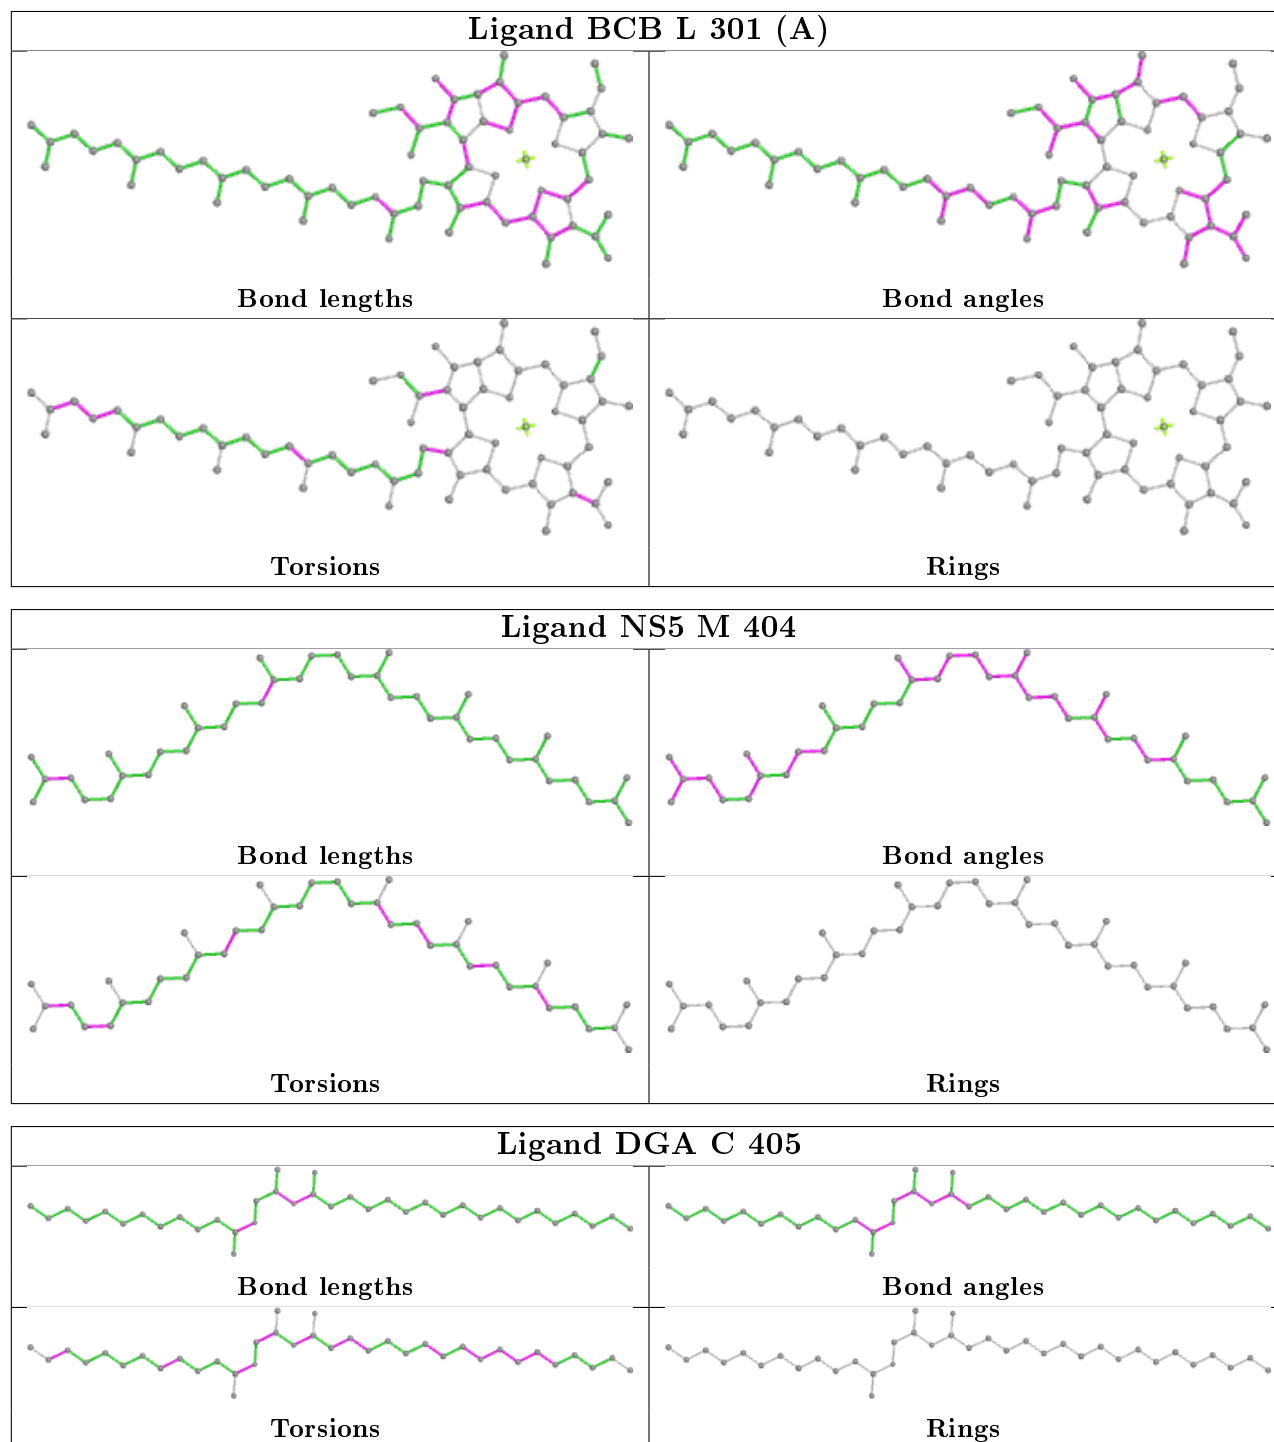 Ligand BCB L 301 (A)
Bond lengths
Bond angles
Torsions
Rings
Ligand NS5 M 404
Bond lengths
Bond angles
Torsions
Rings
Ligand DGA C 405
Bond lengths
Bond angles
Torsions
Rings